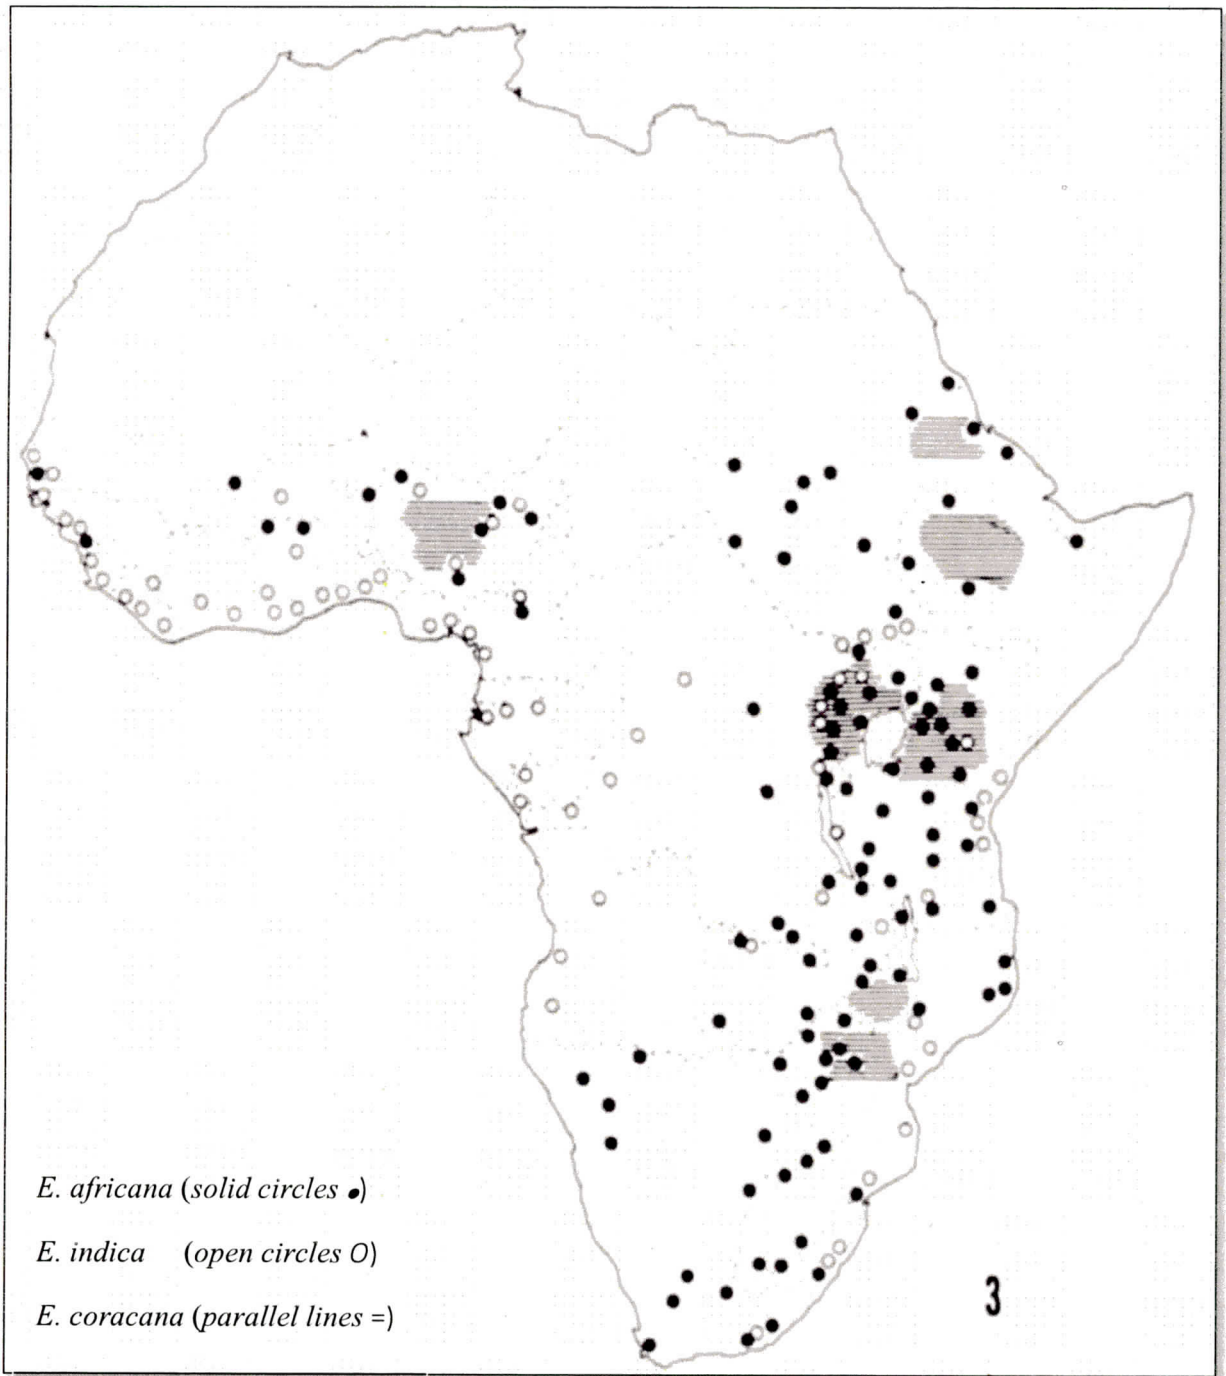 E. africana (solid circles ●)
E. indica (open circles O)
E. coracana (parallel lines =)
3